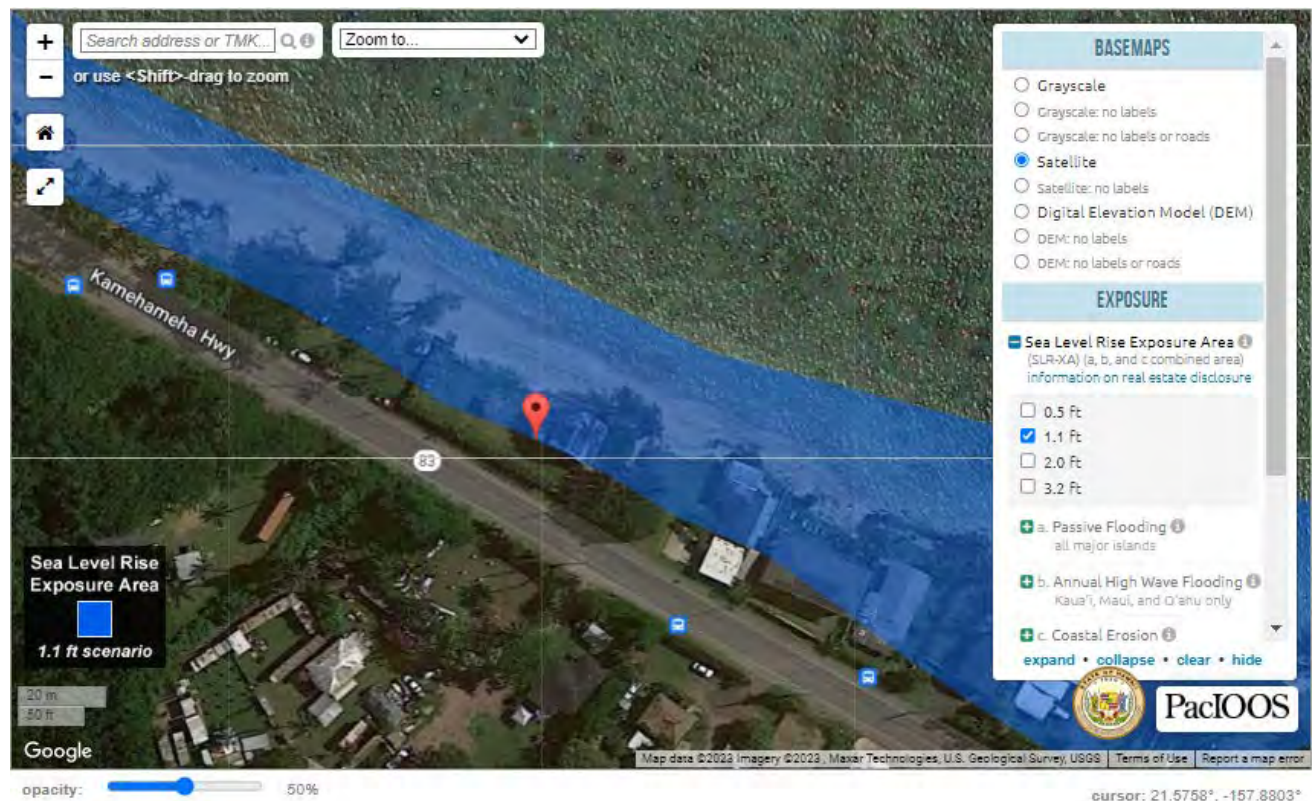 +
Search address or TMK...
Zoom to...
−
or use <Shift>-drag to zoom
Kamehameha Hwy
83
Sea Level Rise
Exposure Area
1.1 ft scenario
20 m
50 ft
Google
BASEMAPS
Grayscale
Grayscale: no labels
Grayscale: no labels or roads
Satellite
Satellite: no labels
Digital Elevation Model (DEM)
DEM: no labels
DEM: no labels or roads
EXPOSURE
Sea Level Rise Exposure Area
(SLR-XA) (a, b, and c combined area)
information on real estate disclosure
0.5 ft
1.1 ft
2.0 ft
3.2 ft
a. Passive Flooding
all major islands
b. Annual High Wave Flooding
Kaua'i, Maui, and O'ahu only
c. Coastal Erosion
expand • collapse • clear • hide
PacIOOS
Map data ©2023 Imagery ©2023 , Maxar Technologies, U.S. Geological Survey, USGS
Terms of Use
Report a map error
opacity:
50%
cursor: 21.5758°, -157.8803°